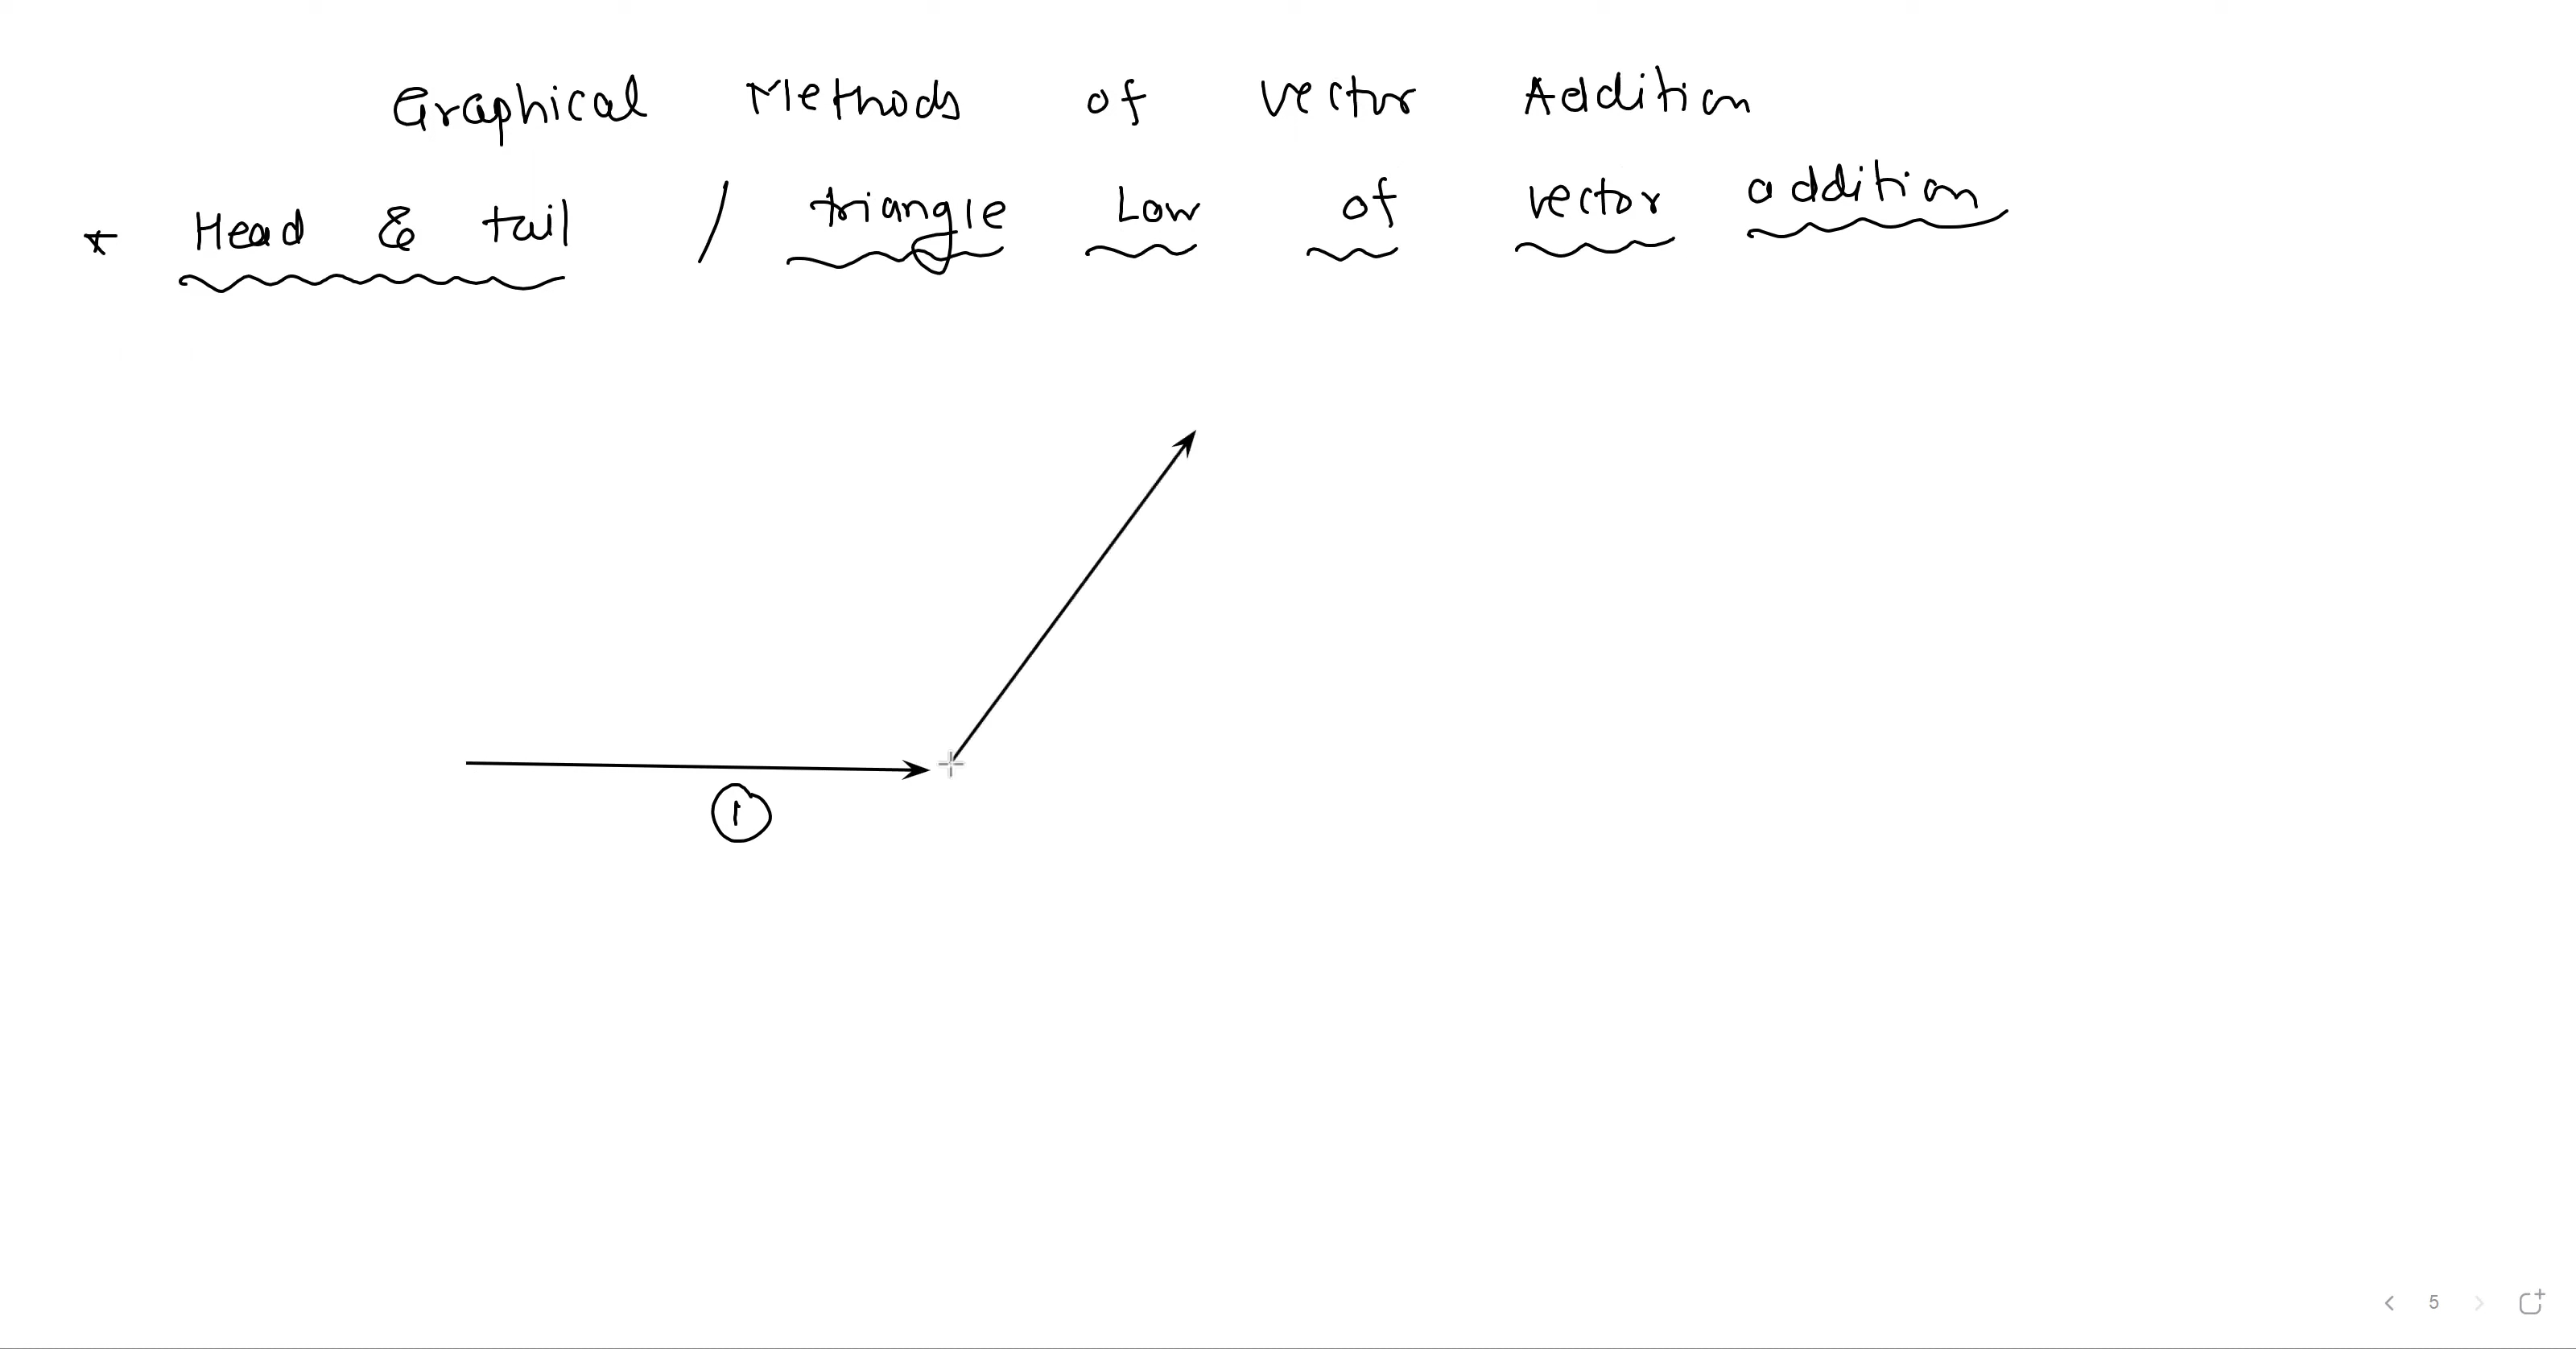 Graphical Methods of Vector Addition
* Head & tail / triangle Low of vector addition
1
5